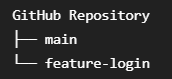 GitHub Repository
├── main
└── feature-login